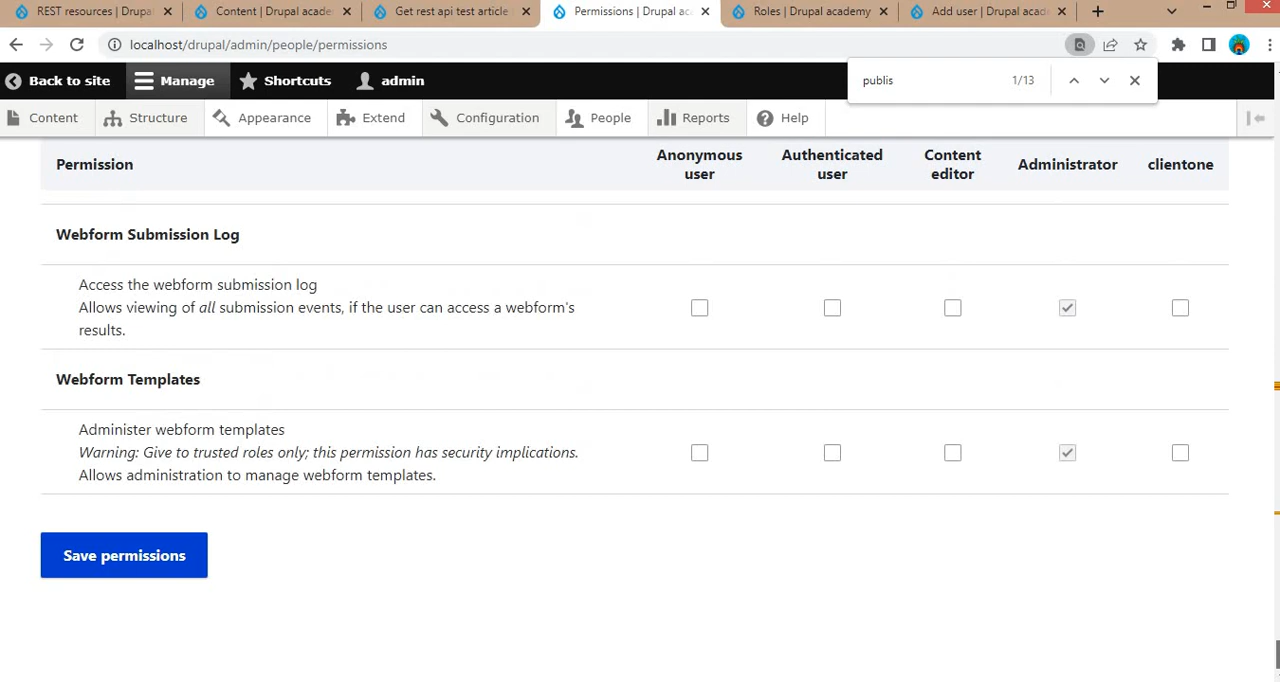 REST resources | Drupal
Content | Drupal acade
Get rest api test article
Permissions | Drupal aca
Roles | Drupal academy
Add user | Drupal acade
localhost/drupal/admin/people/permissions
Back to site
Manage
Shortcuts
admin
publis
1/13
Content
Structure
Appearance
Extend
Configuration
People
Reports
Help
Permission
Anonymous user
Authenticated user
Content editor
Administrator
clientone
Webform Submission Log
Access the webform submission log
Allows viewing of all submission events, if the user can access a webform's
results.
Webform Templates
Administer webform templates
Warning: Give to trusted roles only; this permission has security implications.
Allows administration to manage webform templates.
Save permissions